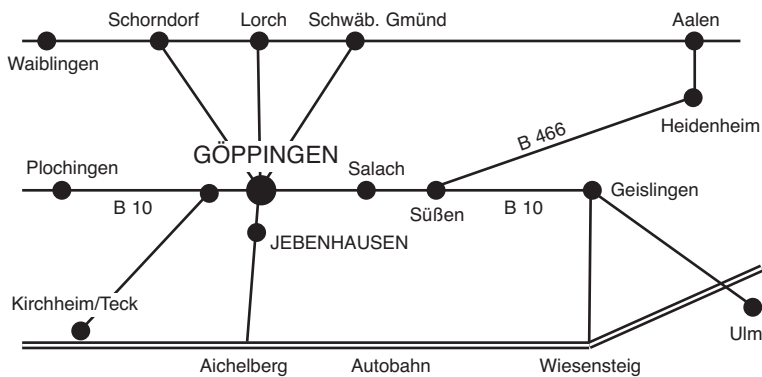 Schorndorf
Lorch
Schwäb. Gmünd
Aalen
Waiblingen
Heidenheim
B 466
GÖPPINGEN
Plochingen
Salach
Geislingen
B 10
Süßen
B 10
JEBENHAUSEN
Kirchheim/Teck
Ulm
Aichelberg
Autobahn
Wiesensteig